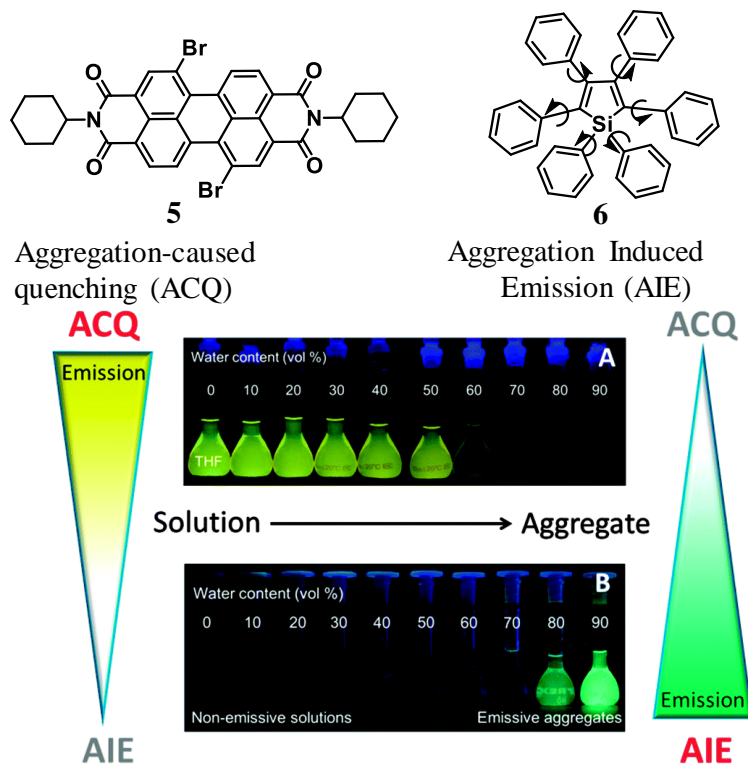 Br
O
O
N
N
O
O
Br
5
Si
6
Aggregation-caused
quenching (ACQ)
Aggregation Induced
Emission (AIE)
ACQ
Emission
AIE
Water content (vol %)
A
0 10 20 30 40 50 60 70 80 90
THF
Solution
Aggregate
Water content (vol %)
B
0 10 20 30 40 50 60 70 80 90
Non-emissive solutions
Emissive aggregates
ACQ
Emission
AIE